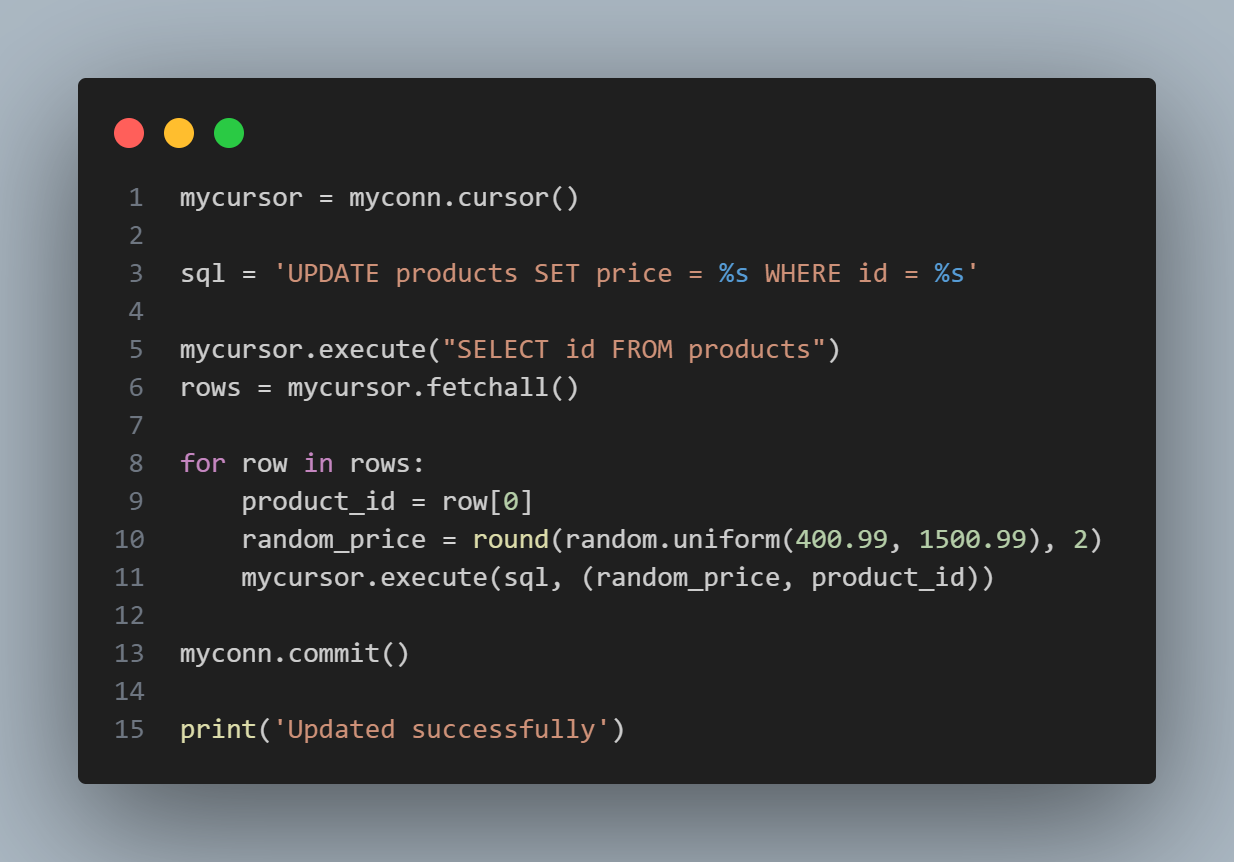 1 mycursor = myconn.cursor()
2
3 sql = 'UPDATE products SET price = %s WHERE id = %s'
4
5 mycursor.execute("SELECT id FROM products")
6 rows = mycursor.fetchall()
7
8 for row in rows:
9     product_id = row[0]
10     random_price = round(random.uniform(400.99, 1500.99), 2)
11     mycursor.execute(sql, (random_price, product_id))
12
13 myconn.commit()
14
15 print('Updated successfully')